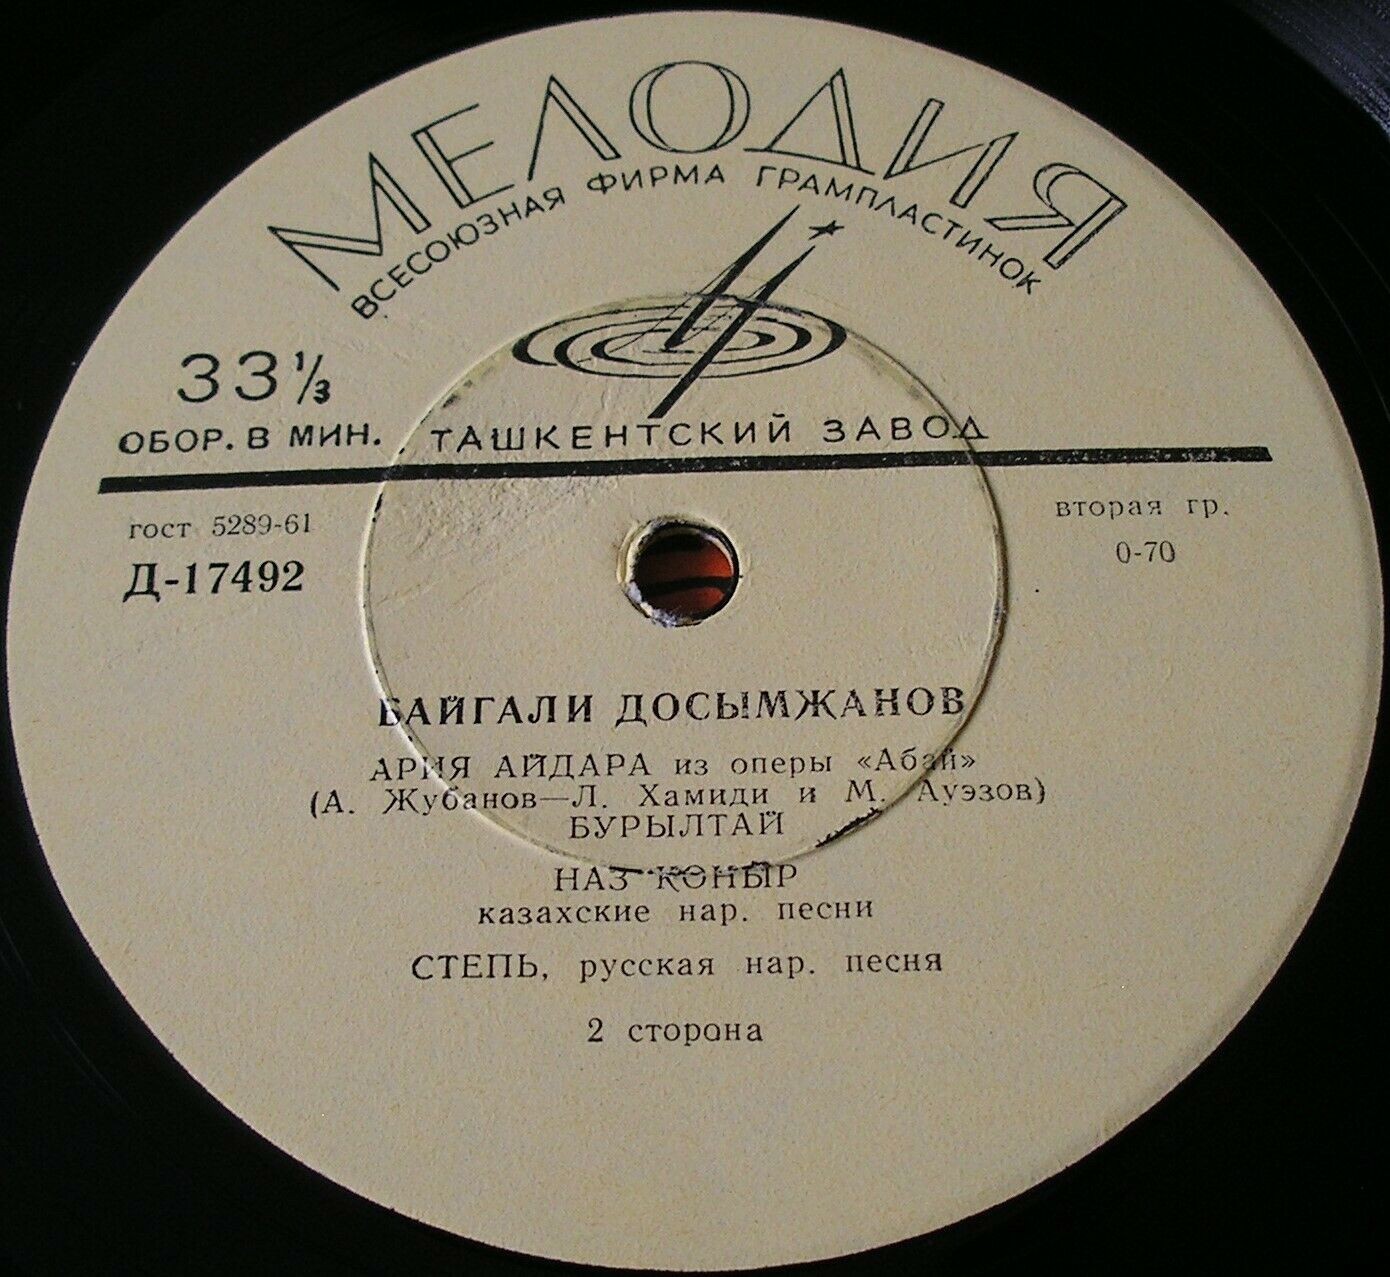 МЕЛОДИЯ
ВСЕСОЮЗНАЯ ФИРМА ГРАМПЛАСТИНОК
33⅓
ОБОР. В МИН.
ТАШКЕНТСКИЙ ЗАВОД
гост 5289-61
Д-17492
вторая гр.
0-70
БАЙГАЛИ ДОСЫМЖАНОВ
АРИЯ АЙДАРА из оперы «Абай»
(А. Жубанов—Л. Хамиди и М. Ауэзов)
БУРЫЛТАЙ
НАЗ КОНЫР
казахские нар. песни
СТЕПЬ, русская нар. песня
2 сторона